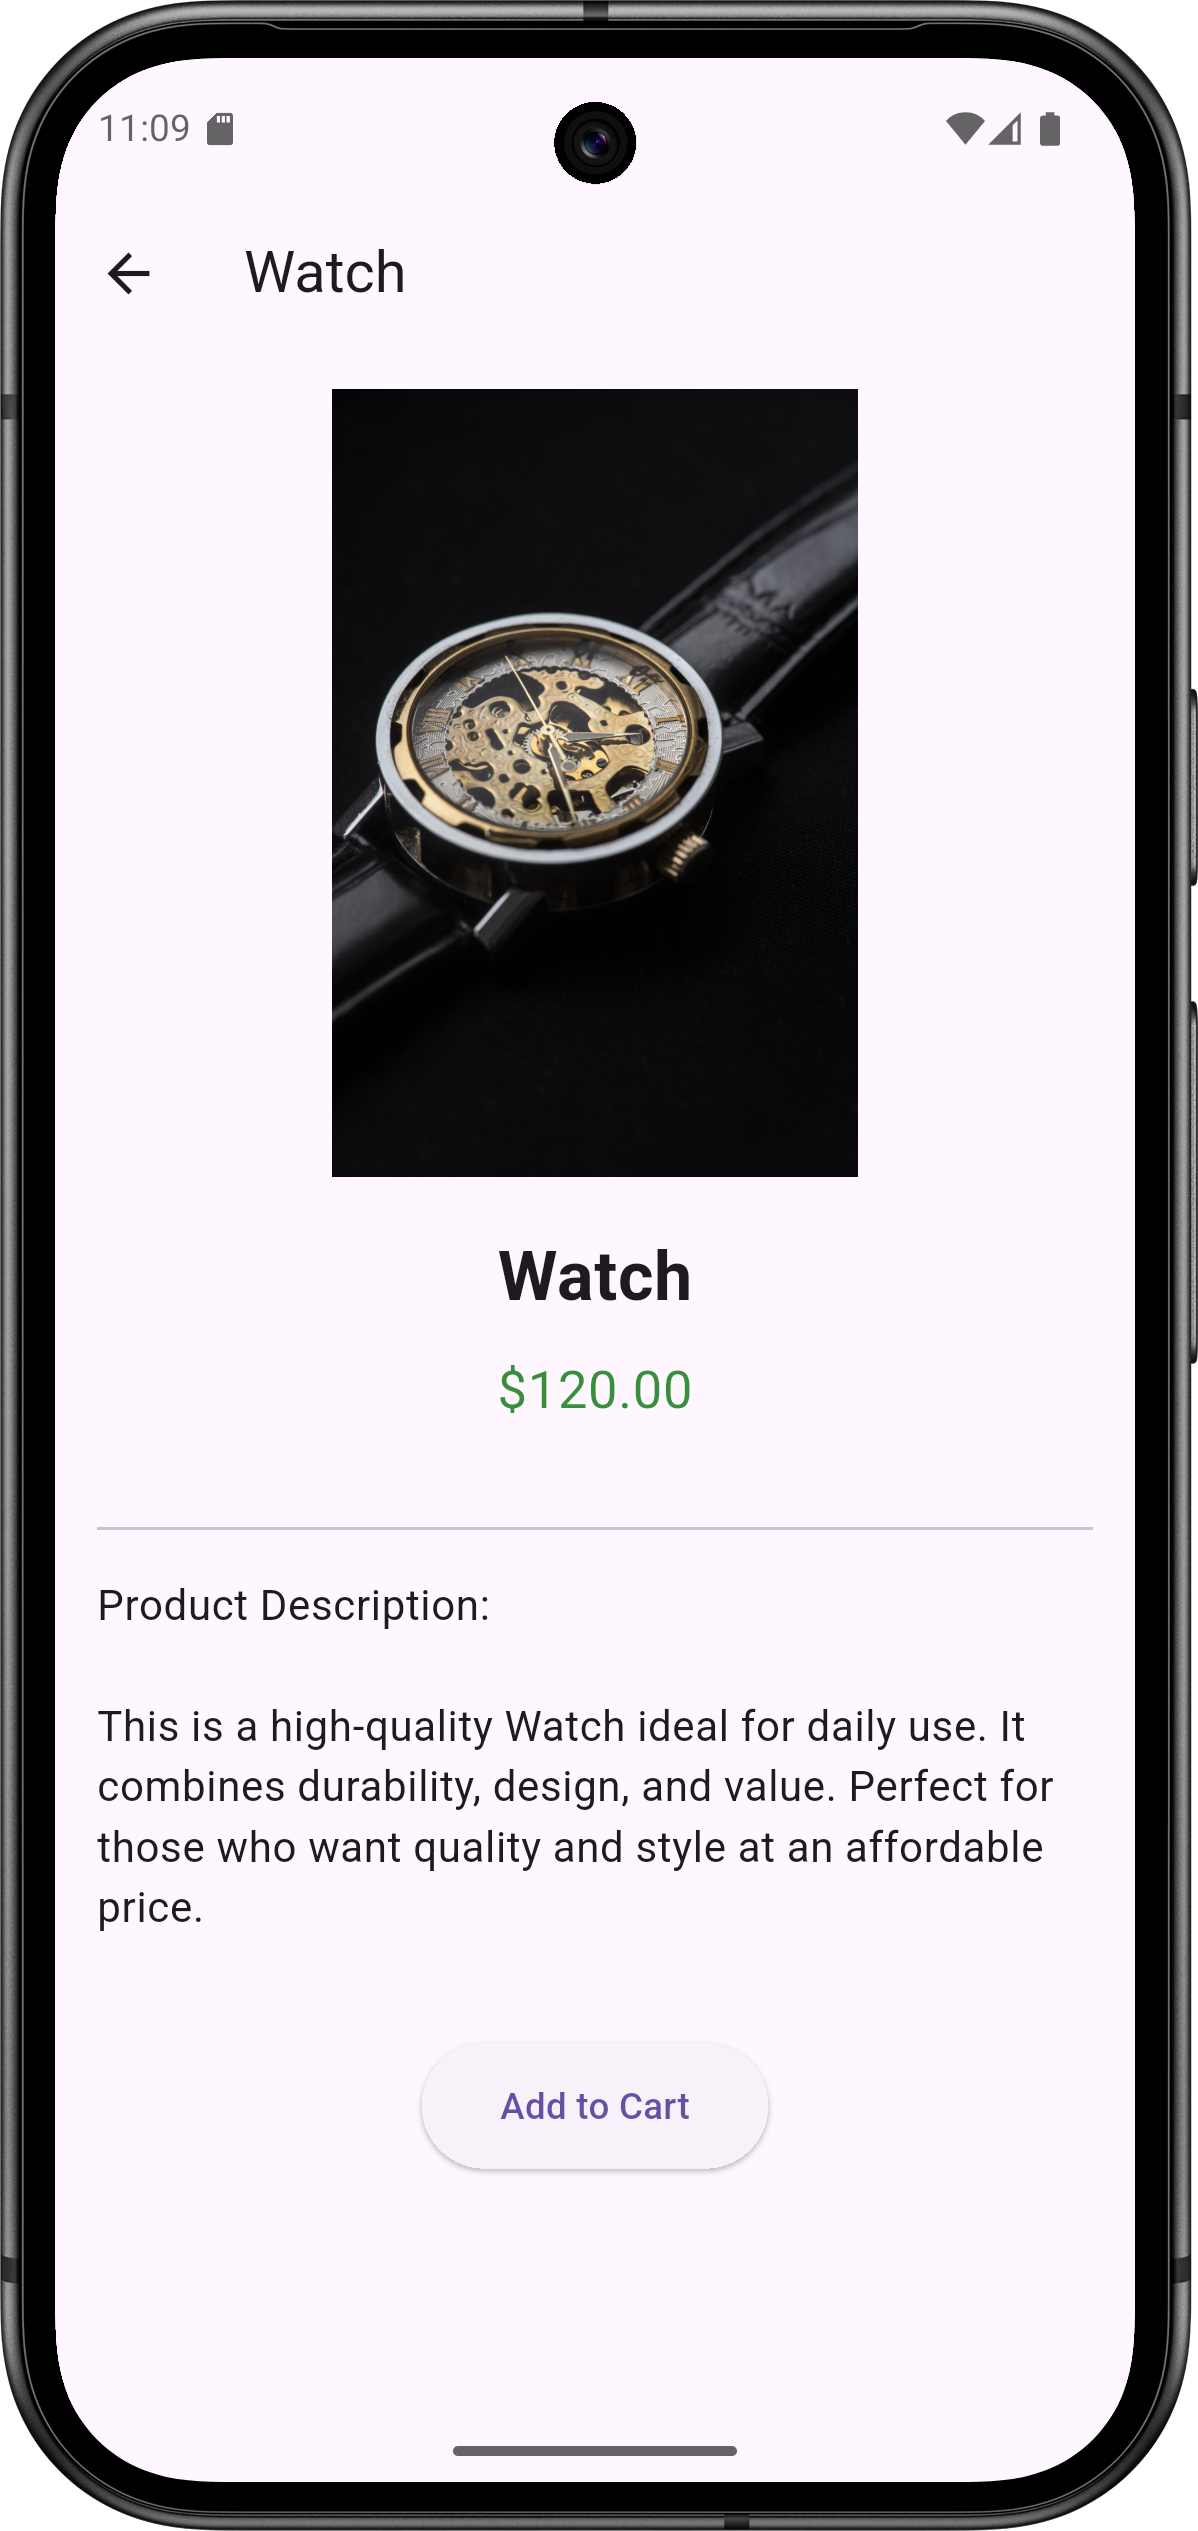 11:09
Watch
Watch
$120.00
Product Description:
This is a high-quality Watch ideal for daily use. It
combines durability, design, and value. Perfect for
those who want quality and style at an affordable
price.
Add to Cart